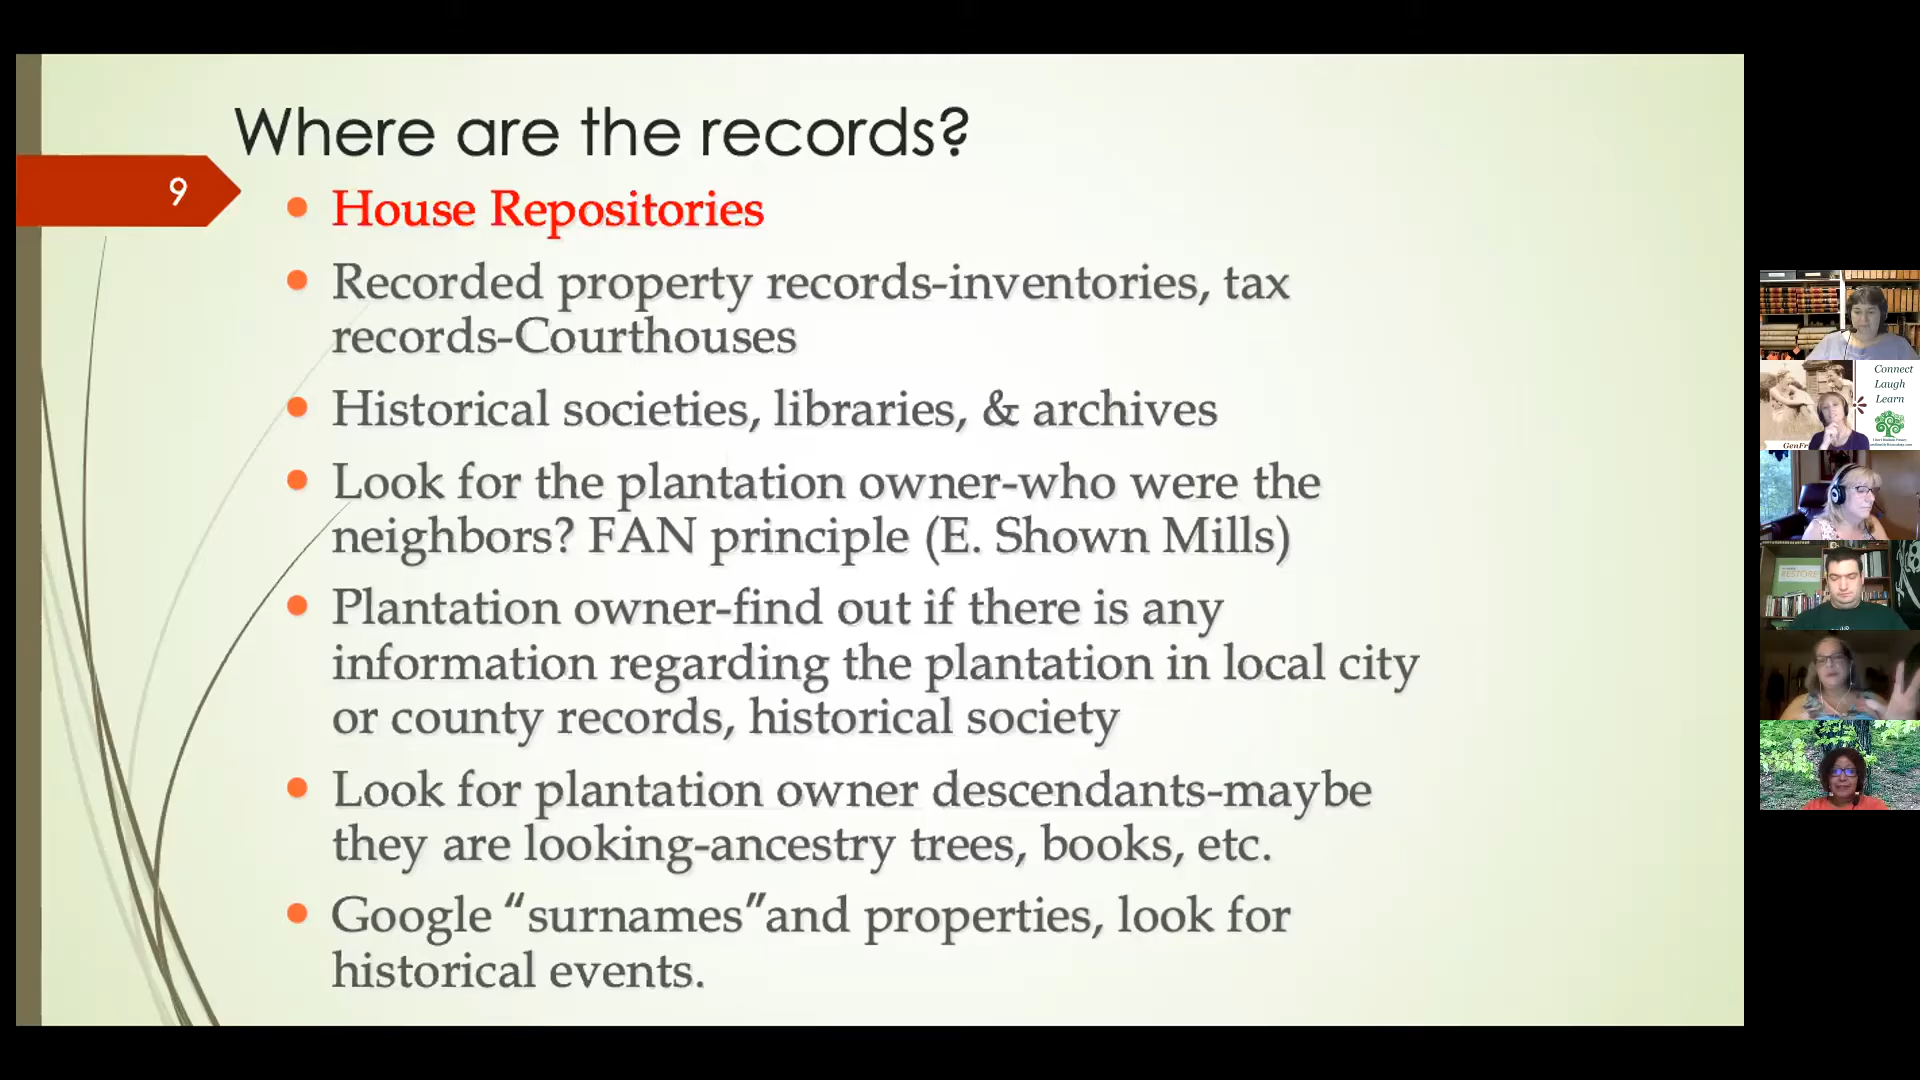 Where are the records?
9
House Repositories
Recorded property records-inventories, tax
records-Courthouses
Historical societies, libraries, & archives
Look for the plantation owner-who were the
neighbors? FAN principle (E. Shown Mills)
Plantation owner-find out if there is any
information regarding the plantation in local city
or county records, historical society
Look for plantation owner descendants-maybe
they are looking-ancestry trees, books, etc.
Google “surnames”and properties, look for
historical events.
Connect
Laugh
Learn
GenFr
RESTORE